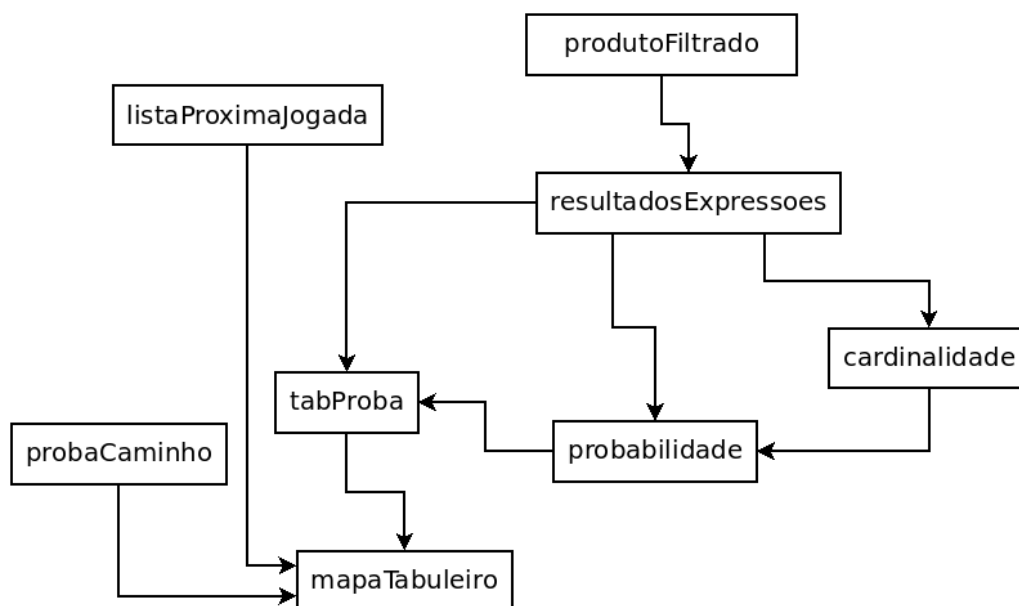 produtoFiltrado
listaProximaJogada
resultadosExpressoes
cardinalidade
tabProba
probaCaminho
probabilidade
mapaTabuleiro